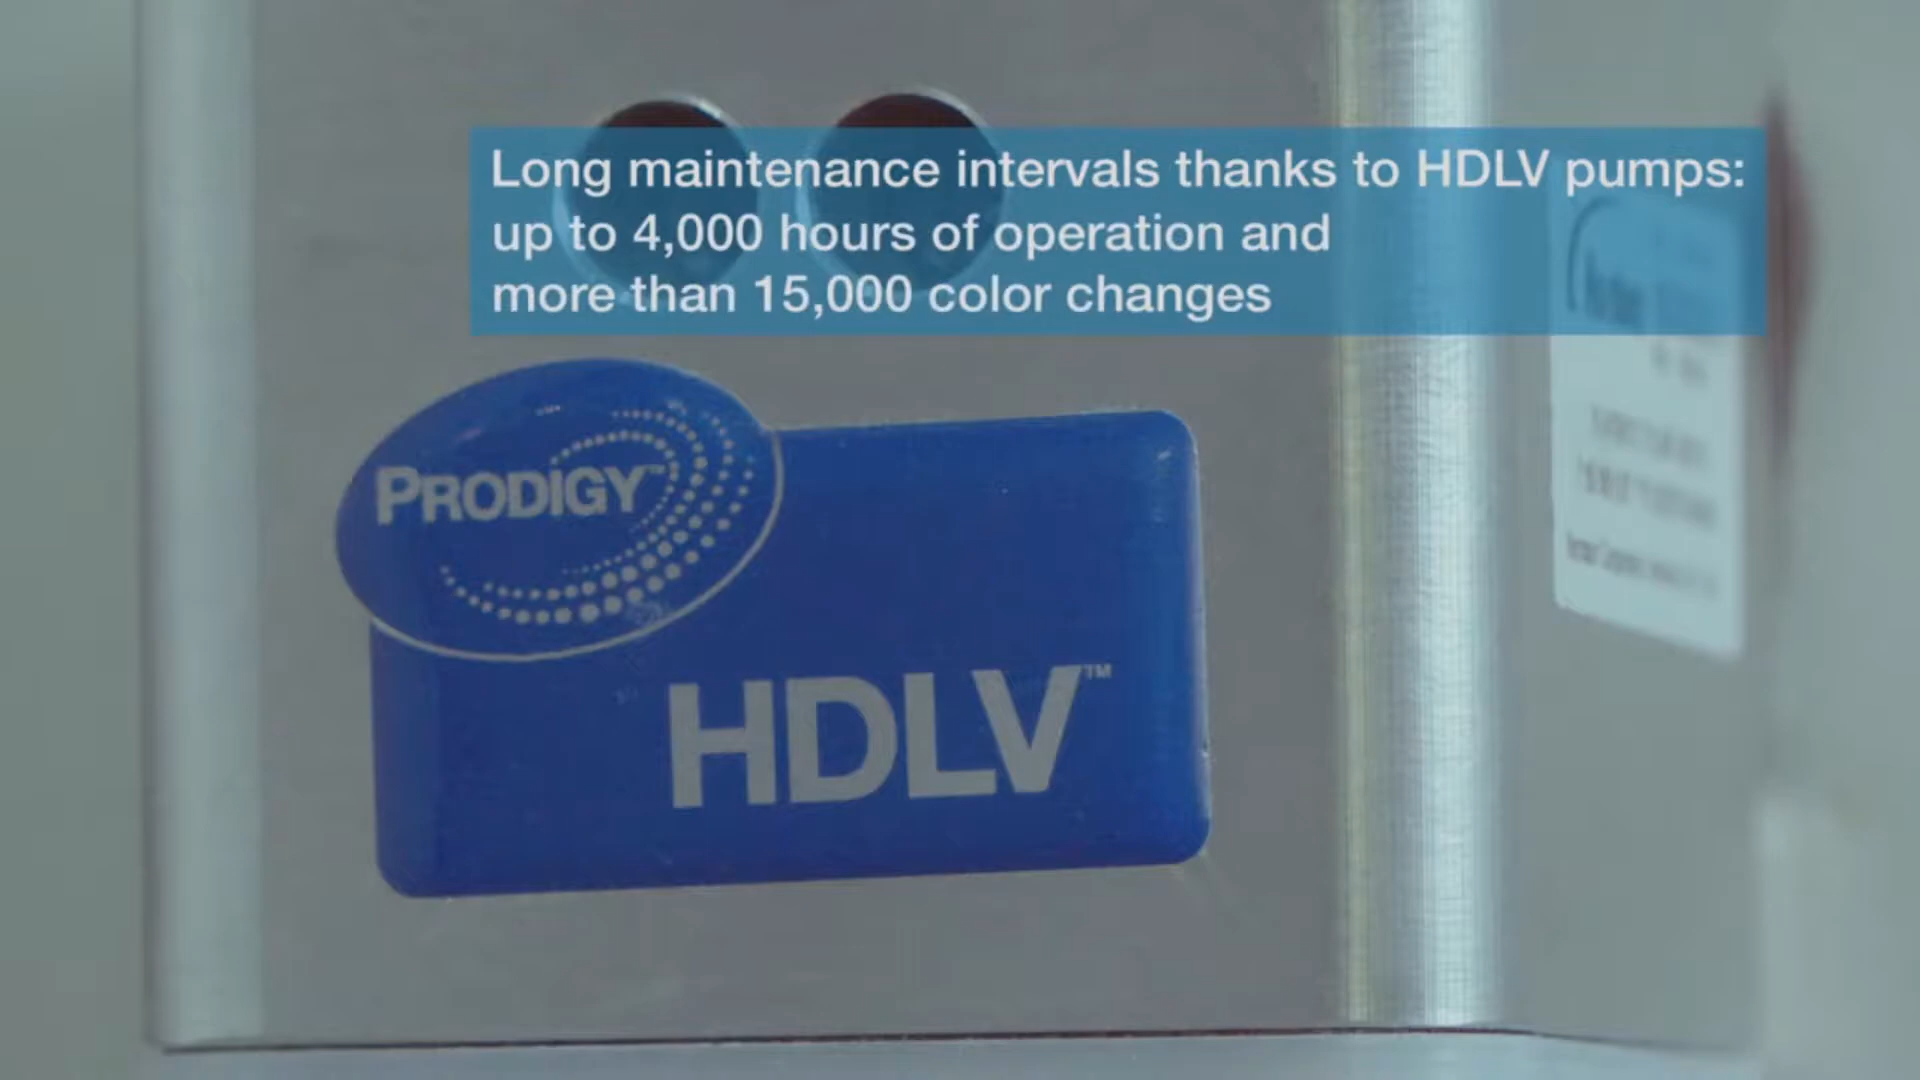 Long maintenance intervals thanks to HDLV pumps:
up to 4,000 hours of operation and
more than 15,000 color changes
PRODIGY™
HDLV™